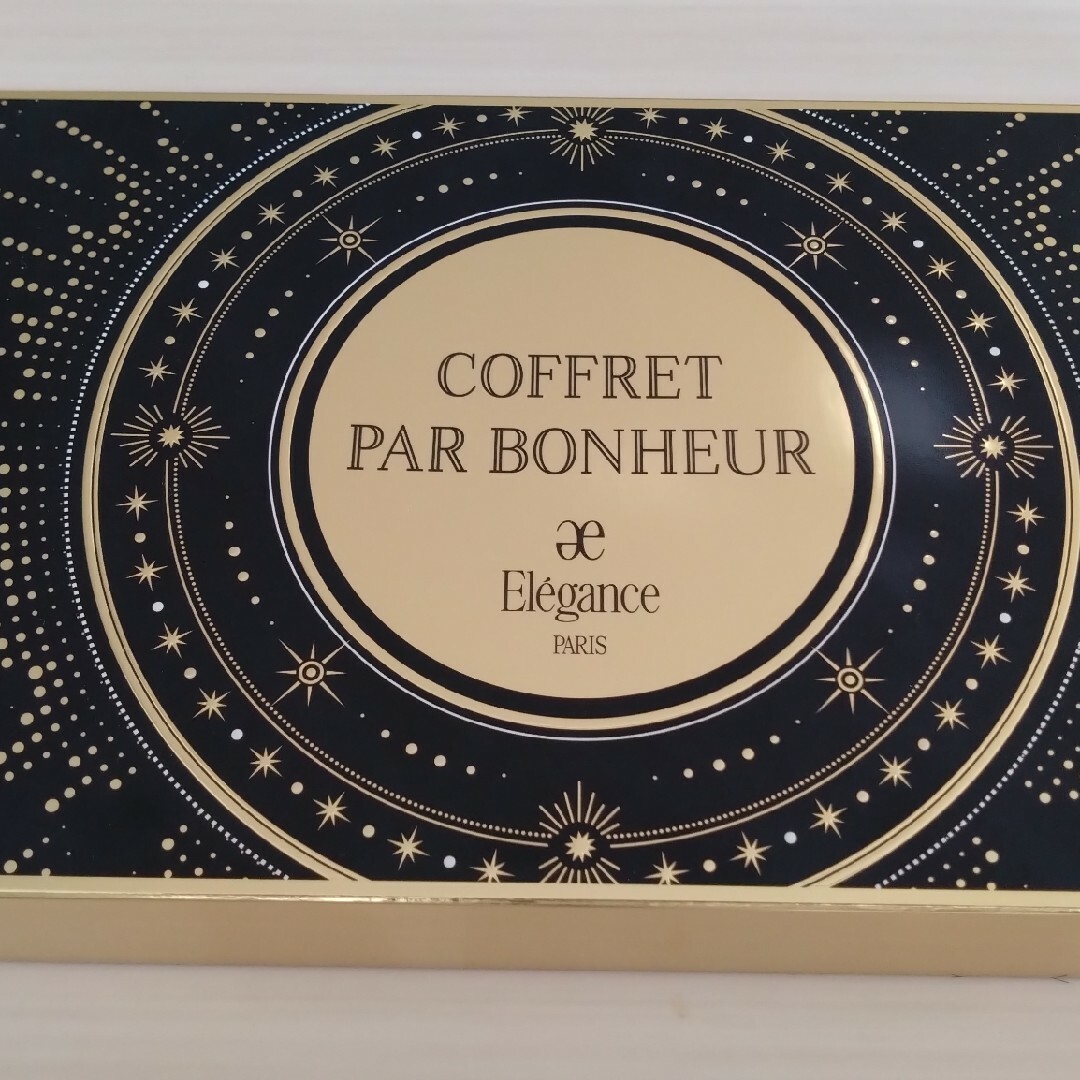 COFFRET
PAR BONHEUR
æ
Elégance
PARIS